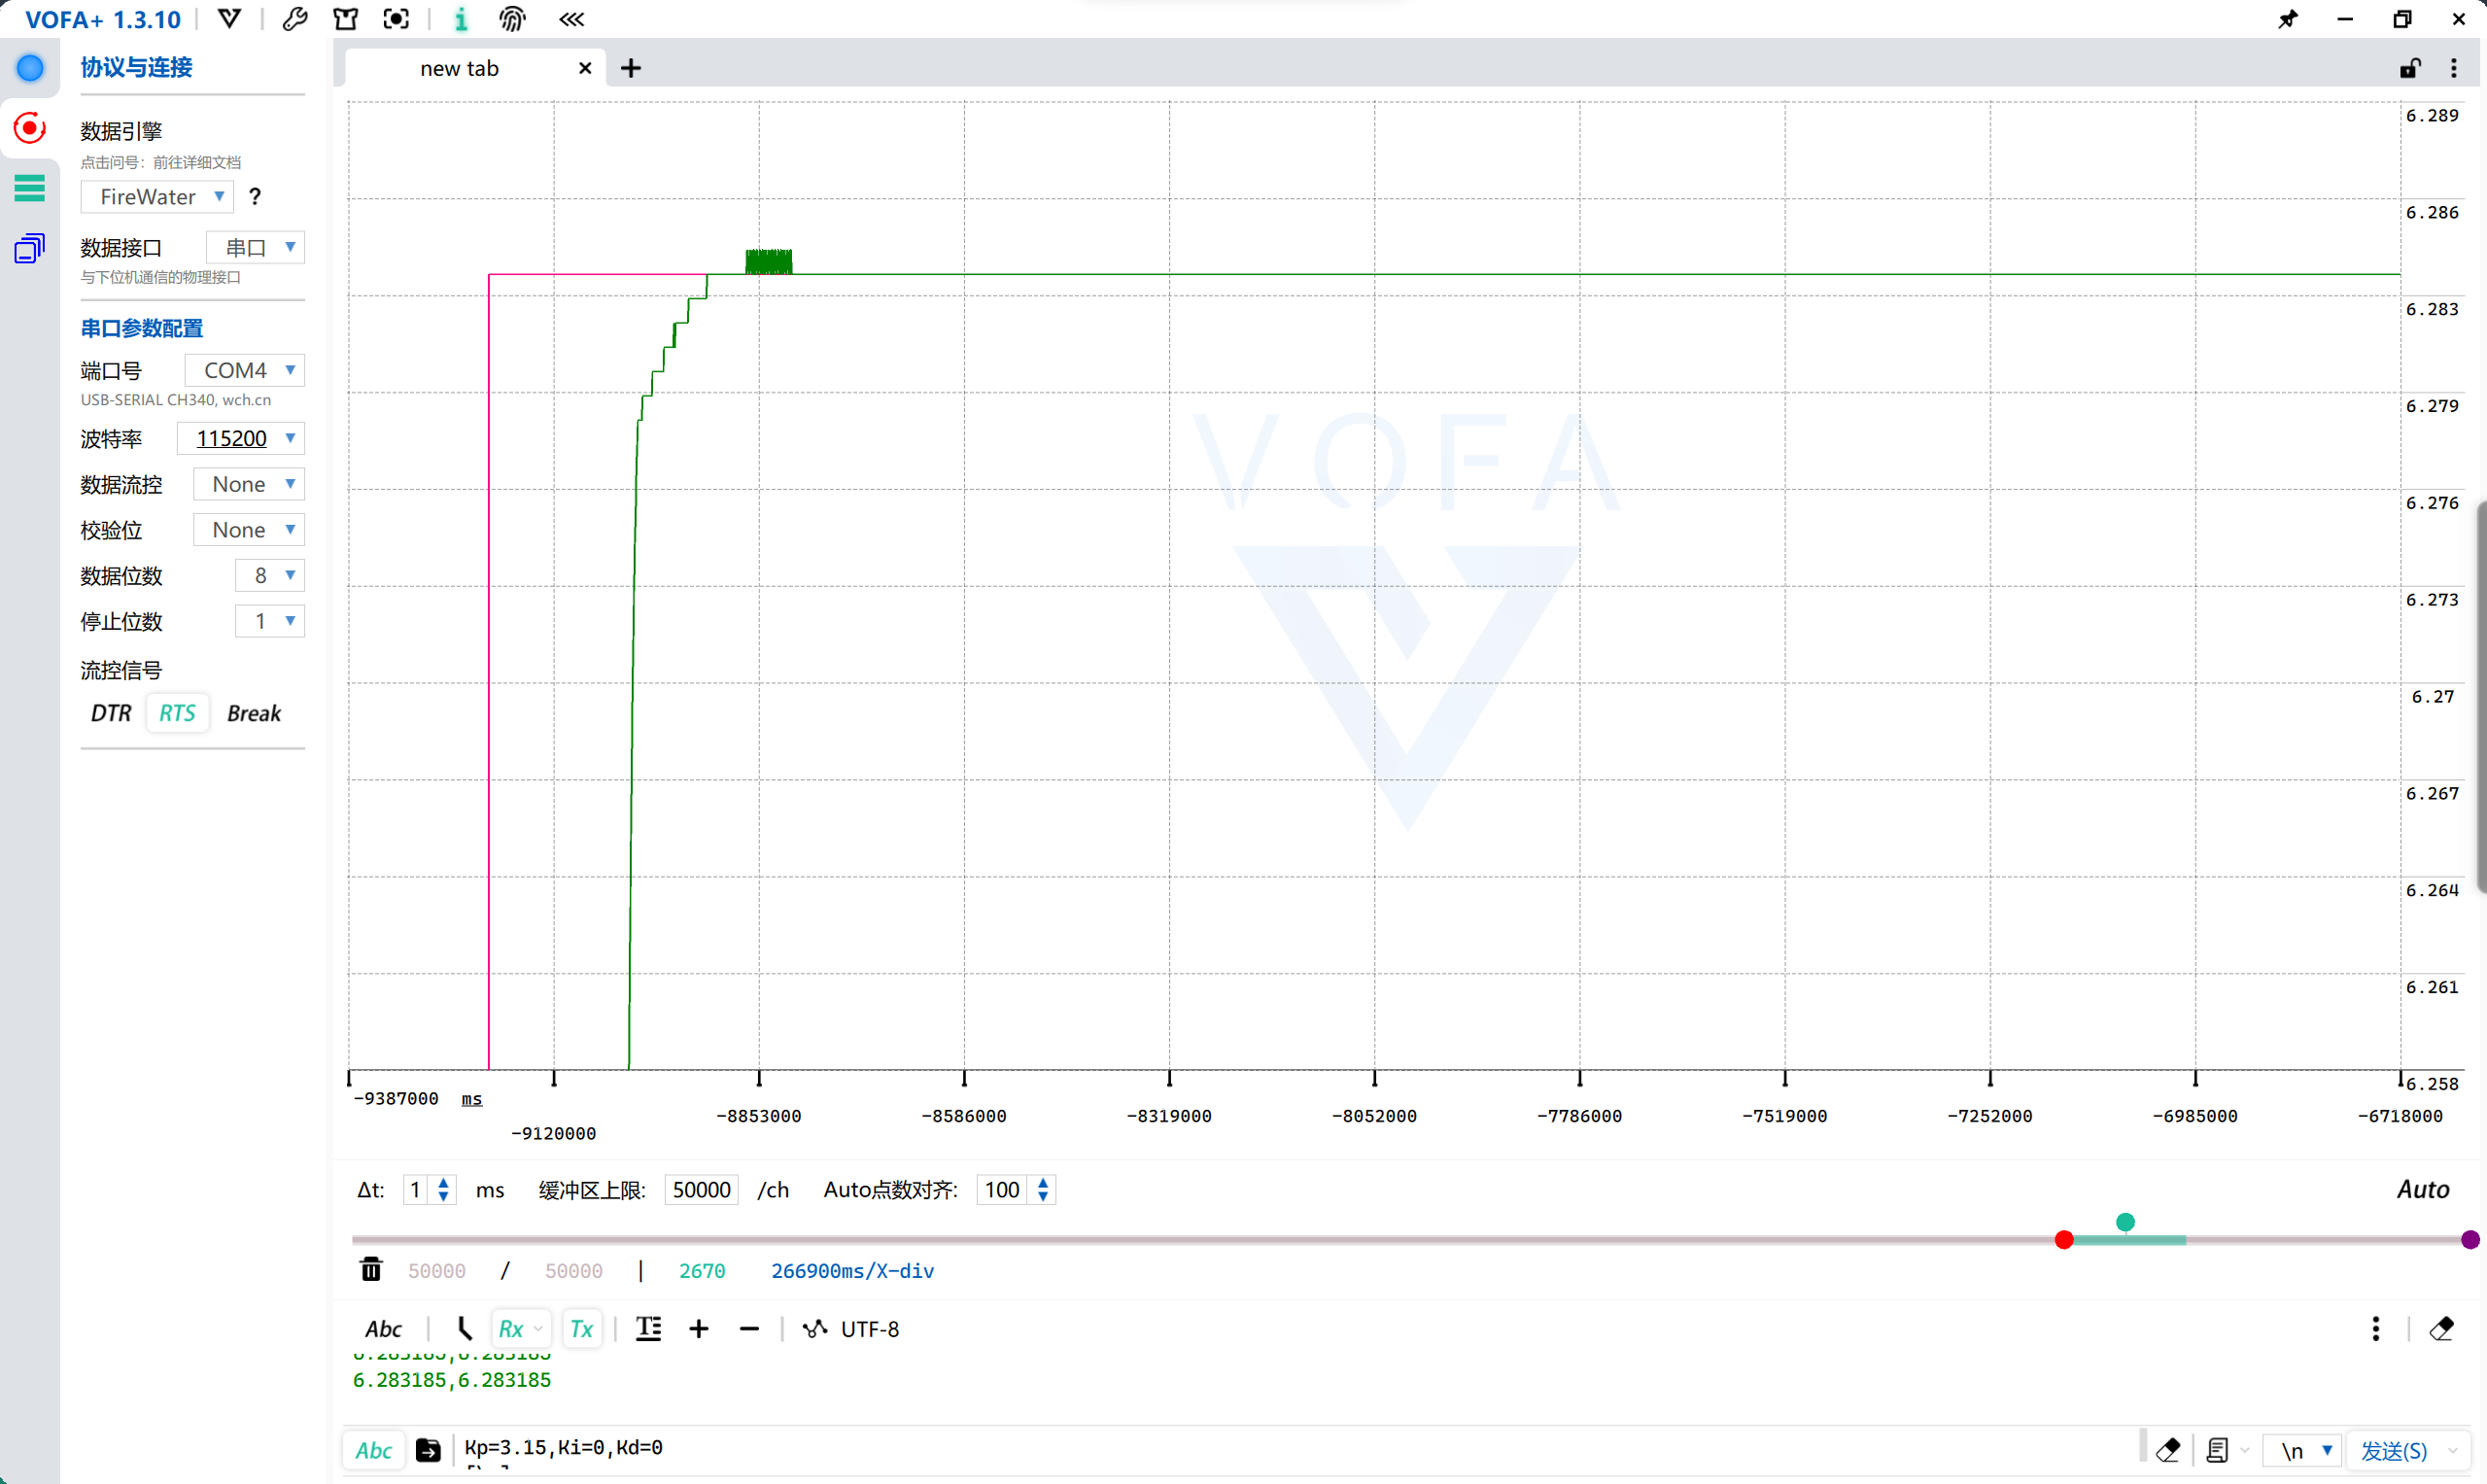 VOFA+ 1.3.10
协议与连接
数据引擎
点击问号：前往详细文档
FireWater ?
数据接口 串口
与下位机通信的物理接口
串口参数配置
端口号 COM4
USB-SERIAL CH340, wch.cn
波特率 115200
数据流控 None
校验位 None
数据位数 8
停止位数 1
流控信号
DTR RTS Break
new tab
6.289
6.286
6.283
6.279
6.276
6.273
6.27
6.267
6.264
6.261
6.258
VOFA
-9387000 ms
-9120000
-8853000 -8586000 -8319000 -8052000 -7786000 -7519000 -7252000 -6985000 -6718000
Δt: 1 ms 缓冲区上限: 50000 /ch Auto点数对齐: 100 Auto
50000 / 50000 | 2670 266900ms/X-div
Abc Rx Tx UTF-8
6.283185,6.283185
6.283185,6.283185
Abc Kp=3.15,Ki=0,Kd=0 \n 发送(S)